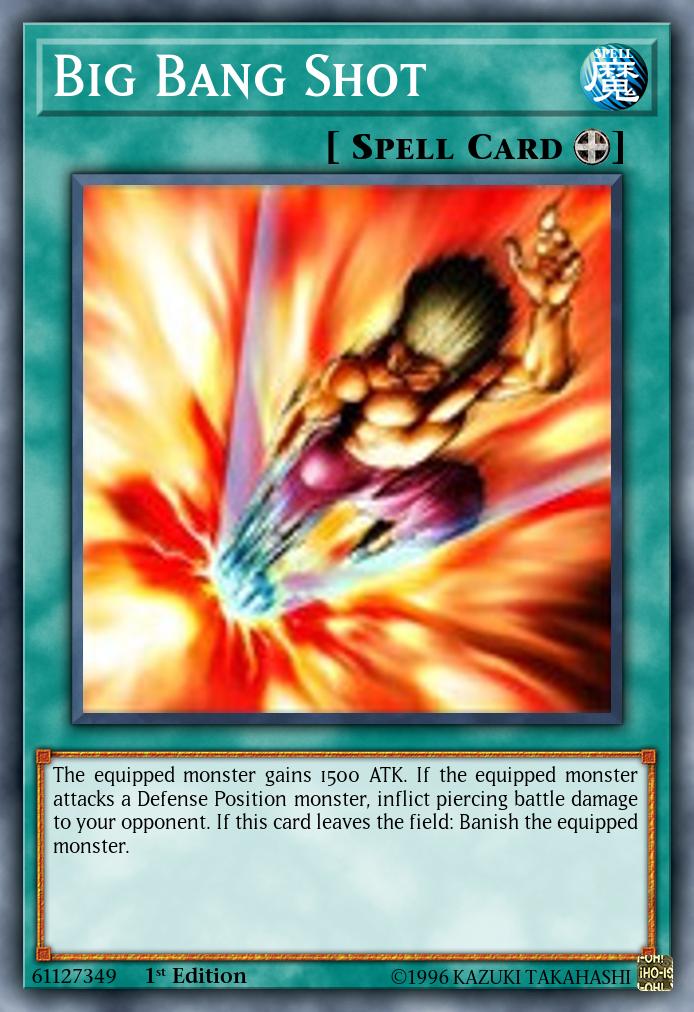 Big Bang Shot
SPELL
魔
[ Spell Card ]
The equipped monster gains 1500 ATK. If the equipped monster
attacks a Defense Position monster, inflict piercing battle damage
to your opponent. If this card leaves the field: Banish the equipped
monster.
61127349 1st Edition ©1996 KAZUKI TAKAHASHI